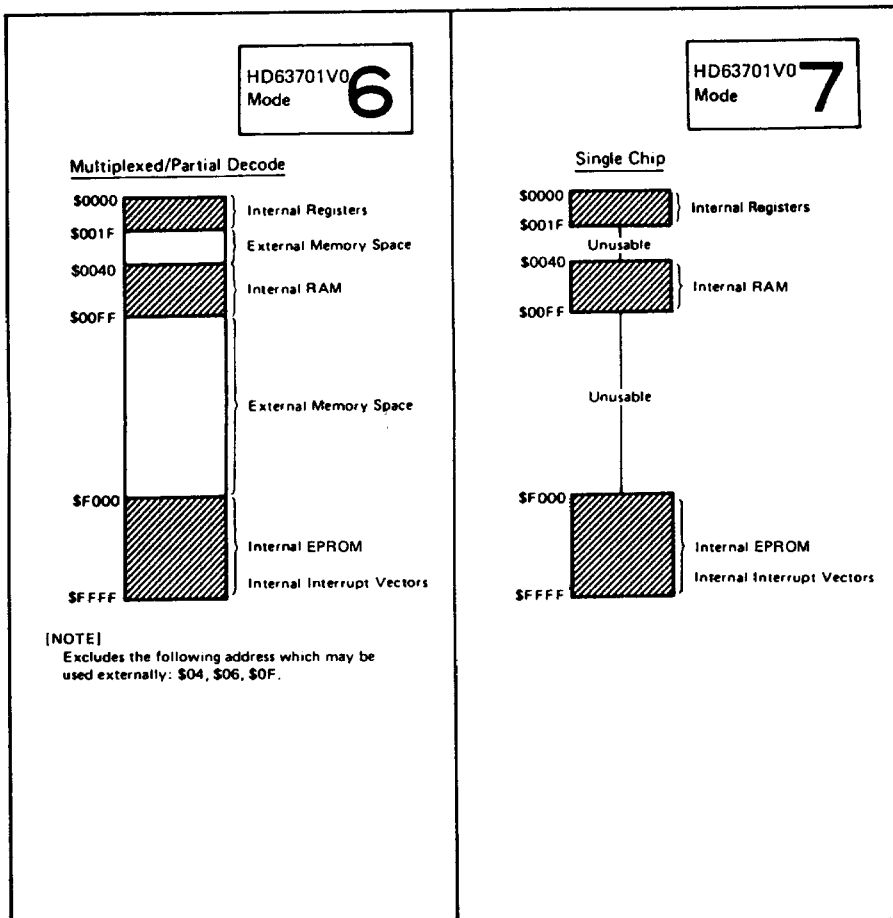 HD63701V0
Mode 6
Multiplexed/Partial Decode
$0000
Internal Registers
$001F
External Memory Space
$0040
Internal RAM
$00FF
External Memory Space
$F000
Internal EPROM
Internal Interrupt Vectors
$FFFF
[NOTE]
Excludes the following address which may be
used externally: $04, $06, $0F.
HD63701V0
Mode 7
Single Chip
$0000
Internal Registers
$001F
Unusable
$0040
Internal RAM
$00FF
Unusable
$F000
Internal EPROM
Internal Interrupt Vectors
$FFFF